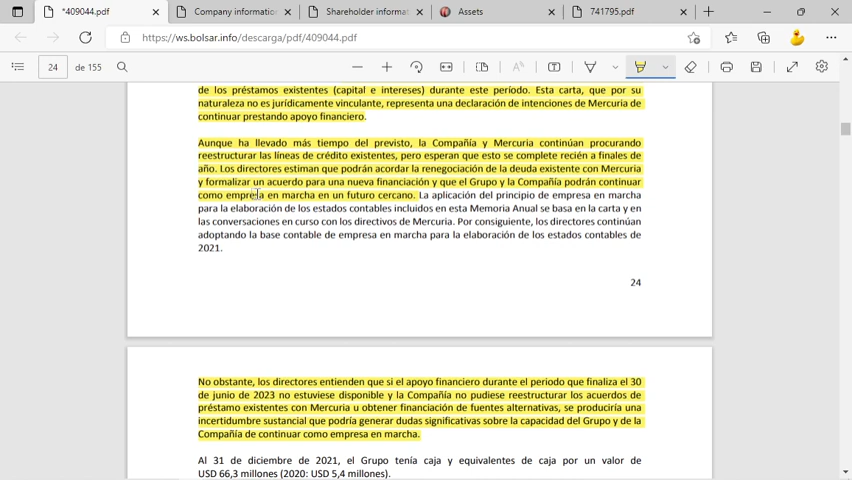 *409044.pdf
Company information
Shareholder informat
Assets
741795.pdf
https://ws.bolsar.info/descarga/pdf/409044.pdf
24 de 155
de los préstamos existentes (capital e intereses) durante este período. Esta carta, que por su
naturaleza no es jurídicamente vinculante, representa una declaración de intenciones de Mercuria de
continuar prestando apoyo financiero.
Aunque ha llevado más tiempo del previsto, la Compañía y Mercuria continúan procurando
reestructurar las líneas de crédito existentes, pero esperan que esto se complete recién a finales de
año. Los directores estiman que podrán acordar la renegociación de la deuda existente con Mercuria
y formalizar un acuerdo para una nueva financiación y que el Grupo y la Compañía podrán continuar
como empresa en marcha en un futuro cercano. La aplicación del principio de empresa en marcha
para la elaboración de los estados contables incluidos en esta Memoria Anual se basa en la carta y en
las conversaciones en curso con los directivos de Mercuria. Por consiguiente, los directores continúan
adoptando la base contable de empresa en marcha para la elaboración de los estados contables de
2021.
24
No obstante, los directores entienden que si el apoyo financiero durante el periodo que finaliza el 30
de junio de 2023 no estuviese disponible y la Compañía no pudiese reestructurar los acuerdos de
préstamo existentes con Mercuria u obtener financiación de fuentes alternativas, se produciría una
incertidumbre sustancial que podría generar dudas significativas sobre la capacidad del Grupo y de la
Compañía de continuar como empresa en marcha.
Al 31 de diciembre de 2021, el Grupo tenía caja y equivalentes de caja por un valor de
USD 66,3 millones (2020: USD 5,4 millones).